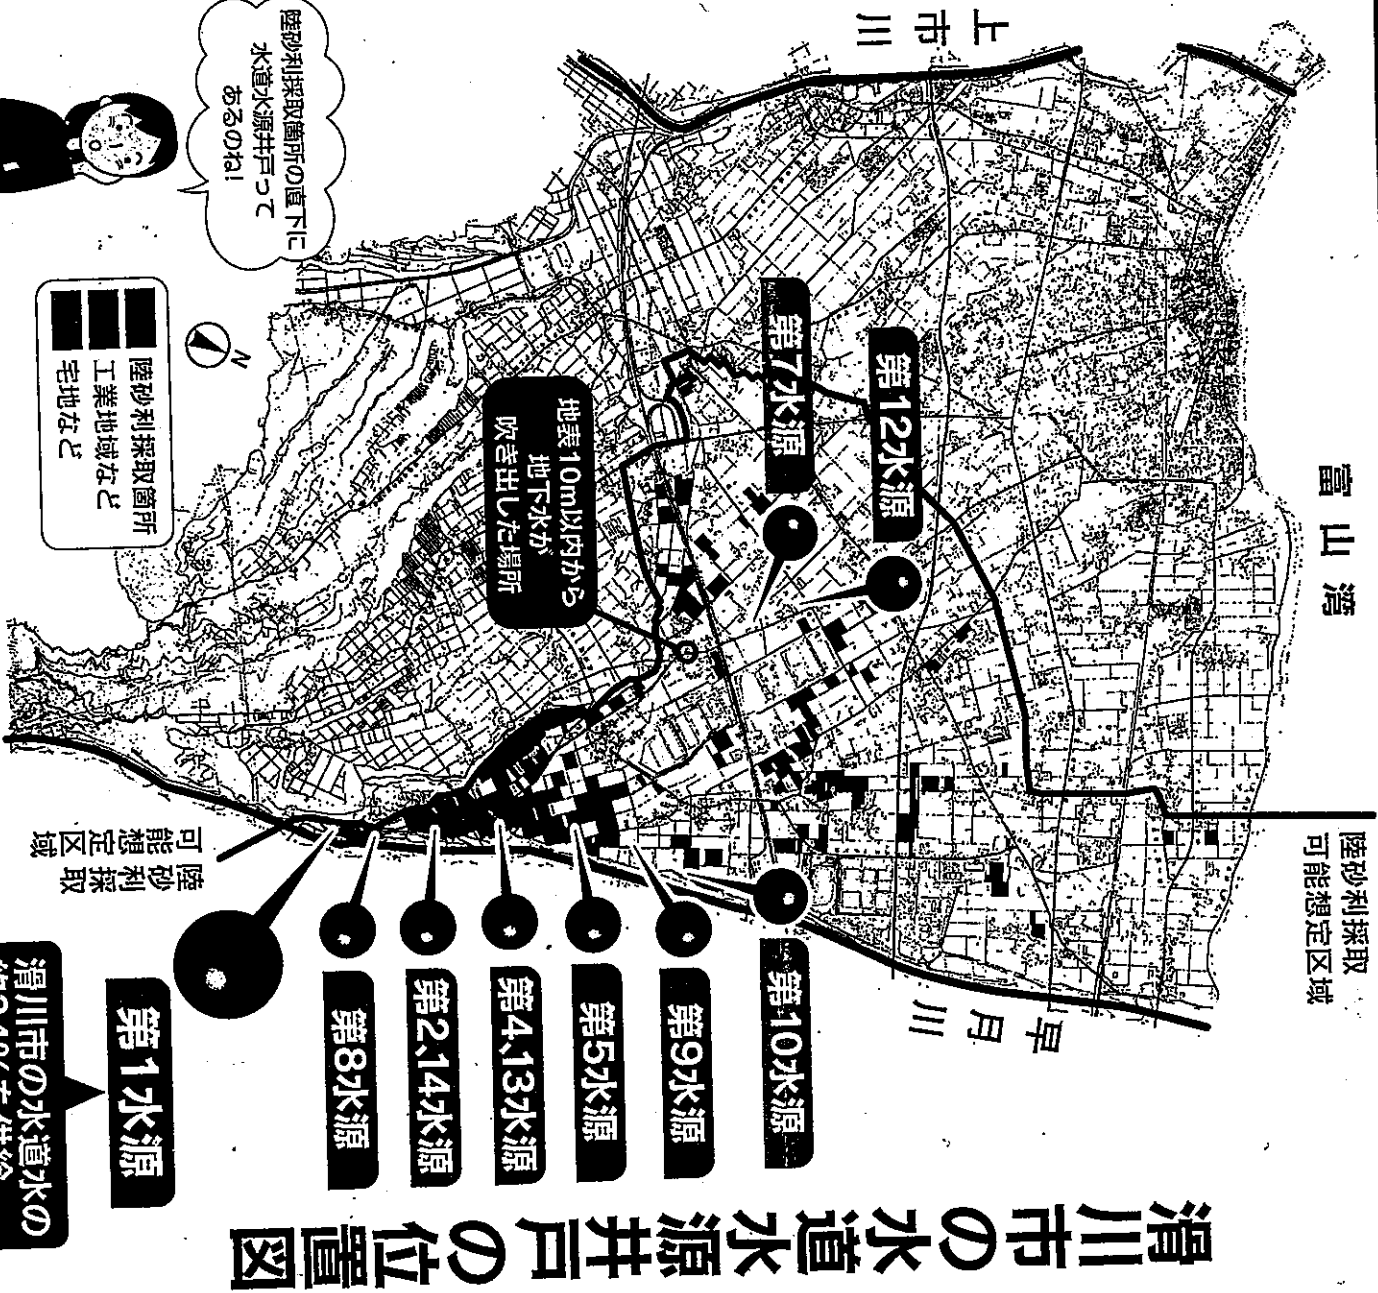 滑川市の水道水源井戸の位置図
富山湾
上市川
早月川
陸砂利採取
可能想定区域
第12水源
第7水源
第10水源
第9水源
第5水源
第4.13水源
第2.14水源
第8水源
第1水源
滑川市の水道水の
地表10m以内から
地下水が
吹き出した場所
陸砂利採取
可能想定区域
N
陸砂利採取箇所
工業地域など
宅地など
陸砂利採取箇所の直下に
水道水源井戸って
あるのね!